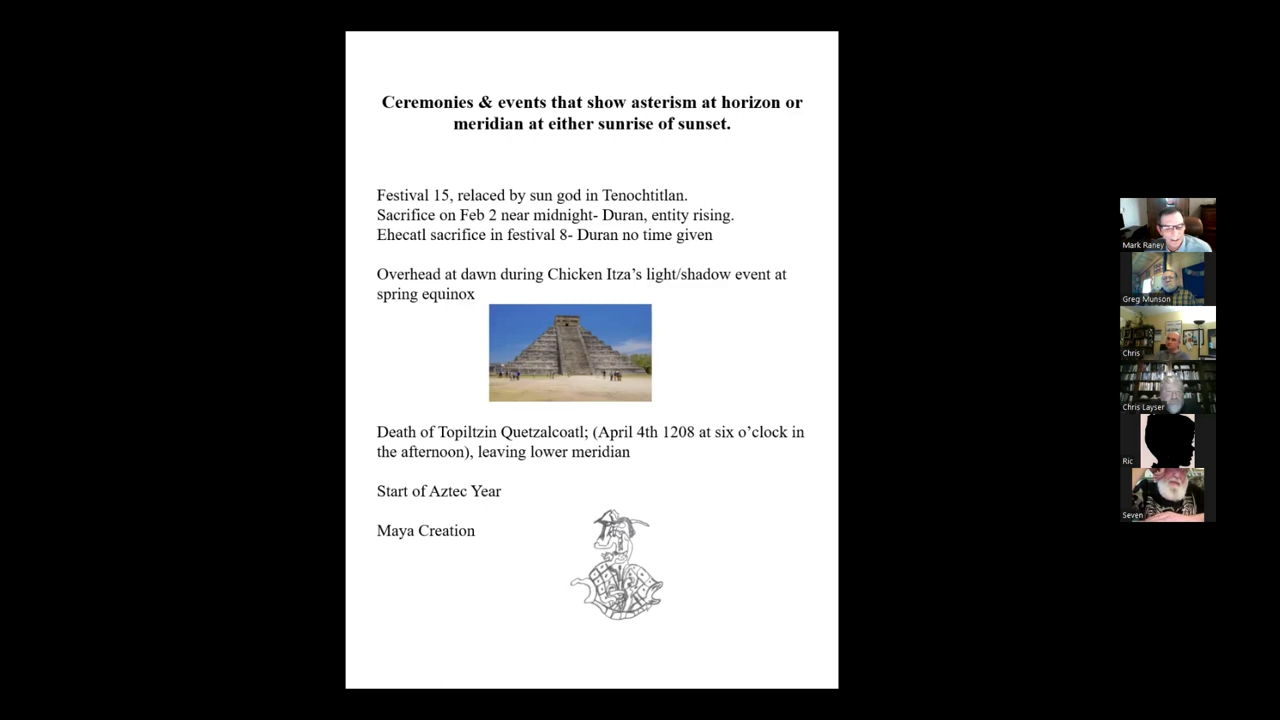 Ceremonies & events that show asterism at horizon or
meridian at either sunrise of sunset.
Festival 15, relaced by sun god in Tenochtitlan.
Sacrifice on Feb 2 near midnight- Duran, entity rising.
Ehecatl sacrifice in festival 8- Duran no time given
Overhead at dawn during Chicken Itza’s light/shadow event at
spring equinox
Death of Topiltzin Quetzalcoatl; (April 4th 1208 at six o’clock in
the afternoon), leaving lower meridian
Start of Aztec Year
Maya Creation
Mark Raney
Greg Munson
Chris
Chris Layser
Ric
Seven